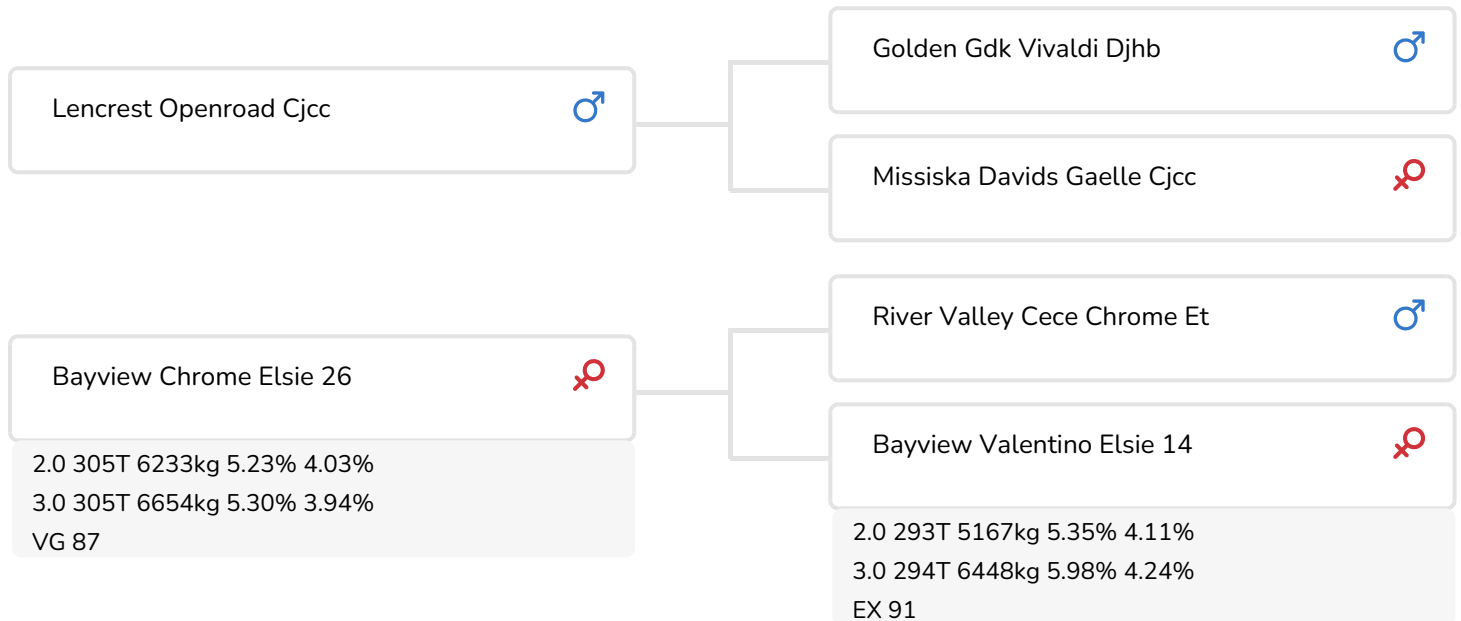 Lencrest Openroad Cjcc
Golden Gdk Vivaldi Djhb
Missiska Davids Gaelle Cjcc
Bayview Chrome Elsie 26
2.0 305T 6233kg 5.23% 4.03%
3.0 305T 6654kg 5.30% 3.94%
VG 87
River Valley Cece Chrome Et
Bayview Valentino Elsie 14
2.0 293T 5167kg 5.35% 4.11%
3.0 294T 6448kg 5.98% 4.24%
EX 91